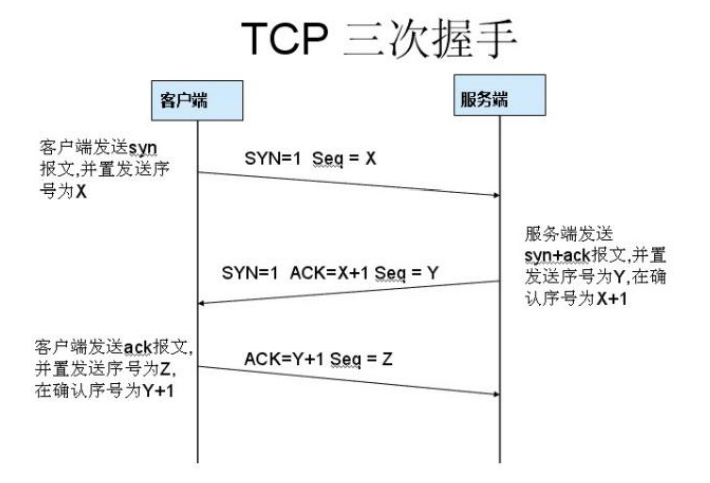 TCP 三次握手
客户端
服务端
客户端发送syn
报文,并置发送序
号为X
SYN=1 Seq = X
服务端发送
syn+ack报文,并置
发送序号为Y,在确
认序号为X+1
SYN=1 ACK=X+1 Seq = Y
客户端发送ack报文,
并置发送序号为Z,
在确认序号为Y+1
ACK=Y+1 Seq = Z